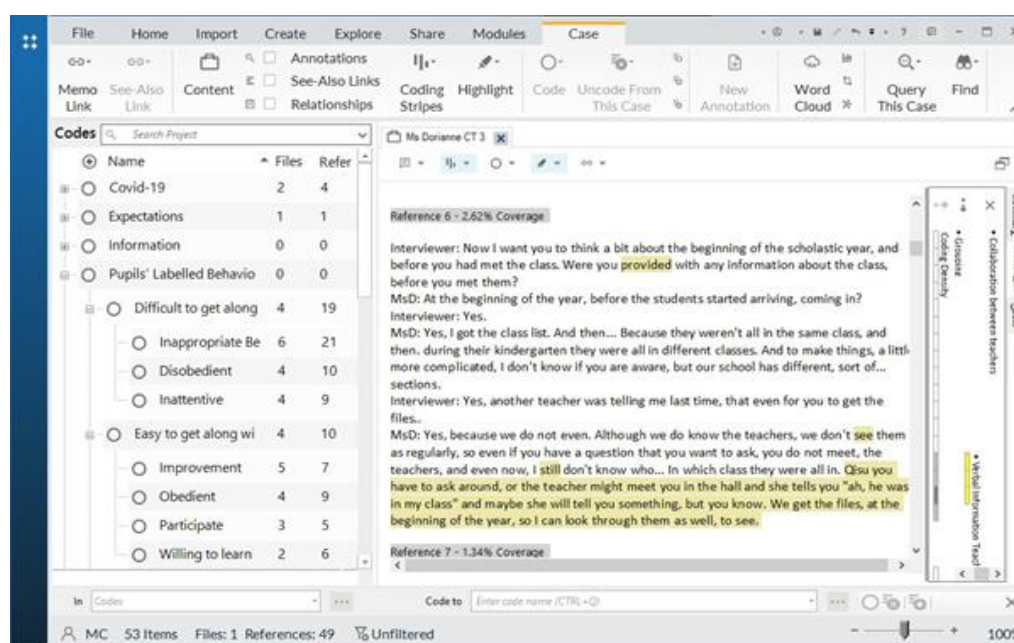 File Home Import Create Explore Share Modules Case
Memo Link
See-Also Link
Content
Annotations
See-Also Links
Relationships
Coding Stripes
Highlight
Code
Uncode From This Case
New Annotation
Word Cloud
Query This Case
Find
Codes Search Project
Name Files Refer
Covid-19 2 4
Expectations 1 1
Information 0 0
Pupils' Labelled Behavio 0 0
Difficult to get along 4 19
Inappropriate Be 6 21
Disobedient 4 10
Inattentive 4 9
Easy to get along wi 4 10
Improvement 5 7
Obedient 4 9
Participate 3 5
Willing to learn 2 6
Ms Dorianne CT 3
Reference 6 - 2.62% Coverage
Interviewer: Now I want you to think a bit about the beginning of the scholastic year, and
before you had met the class. Were you provided with any information about the class,
before you met them?
MsD: At the beginning of the year, before the students started arriving, coming in?
Interviewer: Yes.
MsD: Yes, I got the class list. And then... Because they weren't all in the same class, and
then. during their kindergarten they were all in different classes. And to make things, a littl
more complicated, I don't know if you are aware, but our school has different, sort of...
sections.
Interviewer: Yes, another teacher was telling me last time, that even for you to get the
files..
MsD: Yes, because we do not even. Although we do know the teachers, we don't see them
as regularly, so even if you have a question that you want to ask, you do not meet, the
teachers, and even now, I still don't know who... In which class they were all in. Qisu you
have to ask around, or the teacher might meet you in the hall and she tells you "ah, he was
in my class" and maybe she will tell you something, but you know. We get the files, at the
beginning of the year, so I can look through them as well, to see.
Reference 7 - 1.34% Coverage
Coding Density
Grouping
Collaboration between teachers
Verbal Information Teach
In Codes
Code to Enter code name (CTRL+Q)
MC 53 Items Files: 1 References: 49 Unfiltered
100%